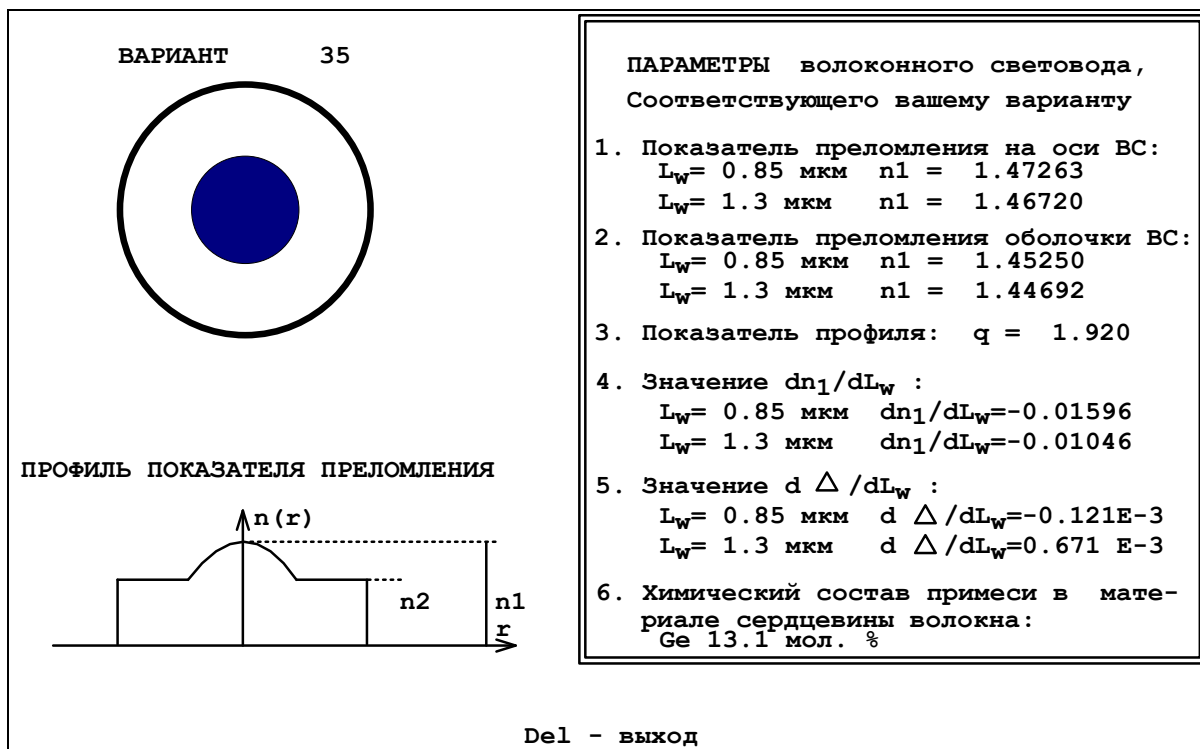 ВАРИАНТ 35
ПРОФИЛЬ ПОКАЗАТЕЛЯ ПРЕЛОМЛЕНИЯ
n(r)
n2
n1
r
ПАРАМЕТРЫ волоконного световода,
Соответствующего вашему варианту
1. Показатель преломления на оси ВС:
Lw= 0.85 мкм n1 = 1.47263
Lw= 1.3 мкм n1 = 1.46720
2. Показатель преломления оболочки ВС:
Lw= 0.85 мкм n1 = 1.45250
Lw= 1.3 мкм n1 = 1.44692
3. Показатель профиля: q = 1.920
4. Значение dn1/dLw :
Lw= 0.85 мкм dn1/dLw=-0.01596
Lw= 1.3 мкм dn1/dLw=-0.01046
5. Значение d △ /dLw :
Lw= 0.85 мкм d △ /dLw=-0.121E-3
Lw= 1.3 мкм d △ /dLw=0.671 E-3
6. Химический состав примеси в мате-
риале сердцевины волокна:
Ge 13.1 мол. %
Del - выход